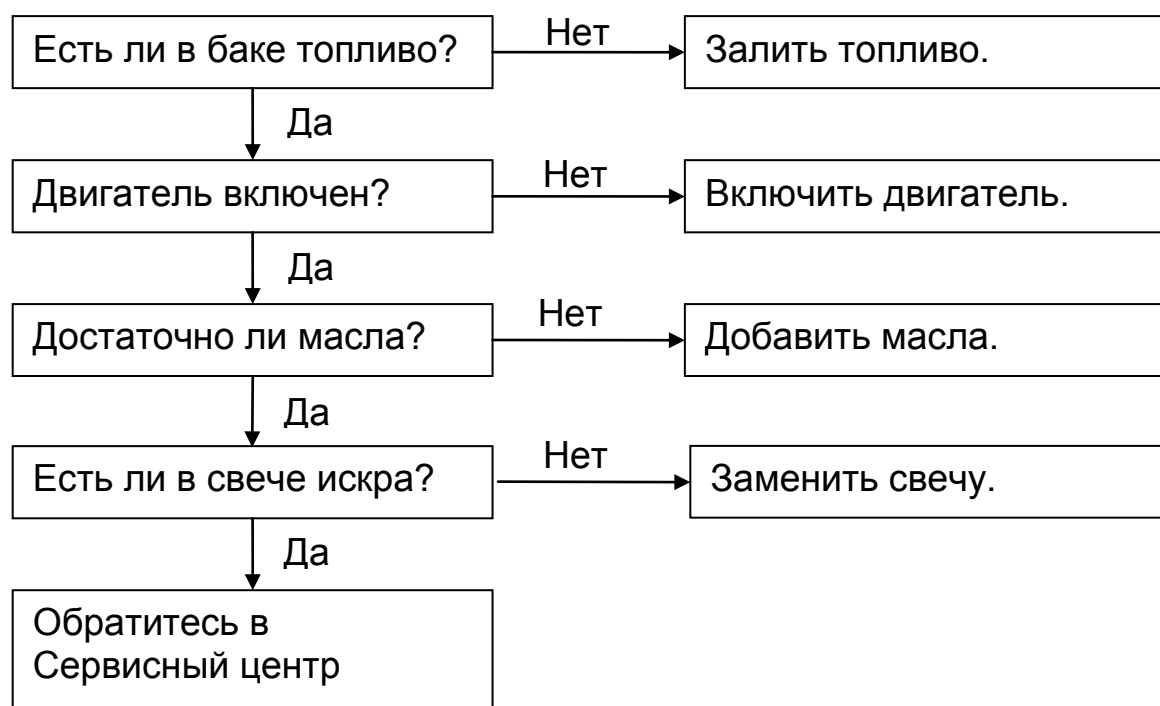 Есть ли в баке топливо?
Нет
Залить топливо.
Да
Двигатель включен?
Нет
Включить двигатель.
Да
Достаточно ли масла?
Нет
Добавить масла.
Да
Есть ли в свече искра?
Нет
Заменить свечу.
Да
Обратитесь в
Сервисный центр